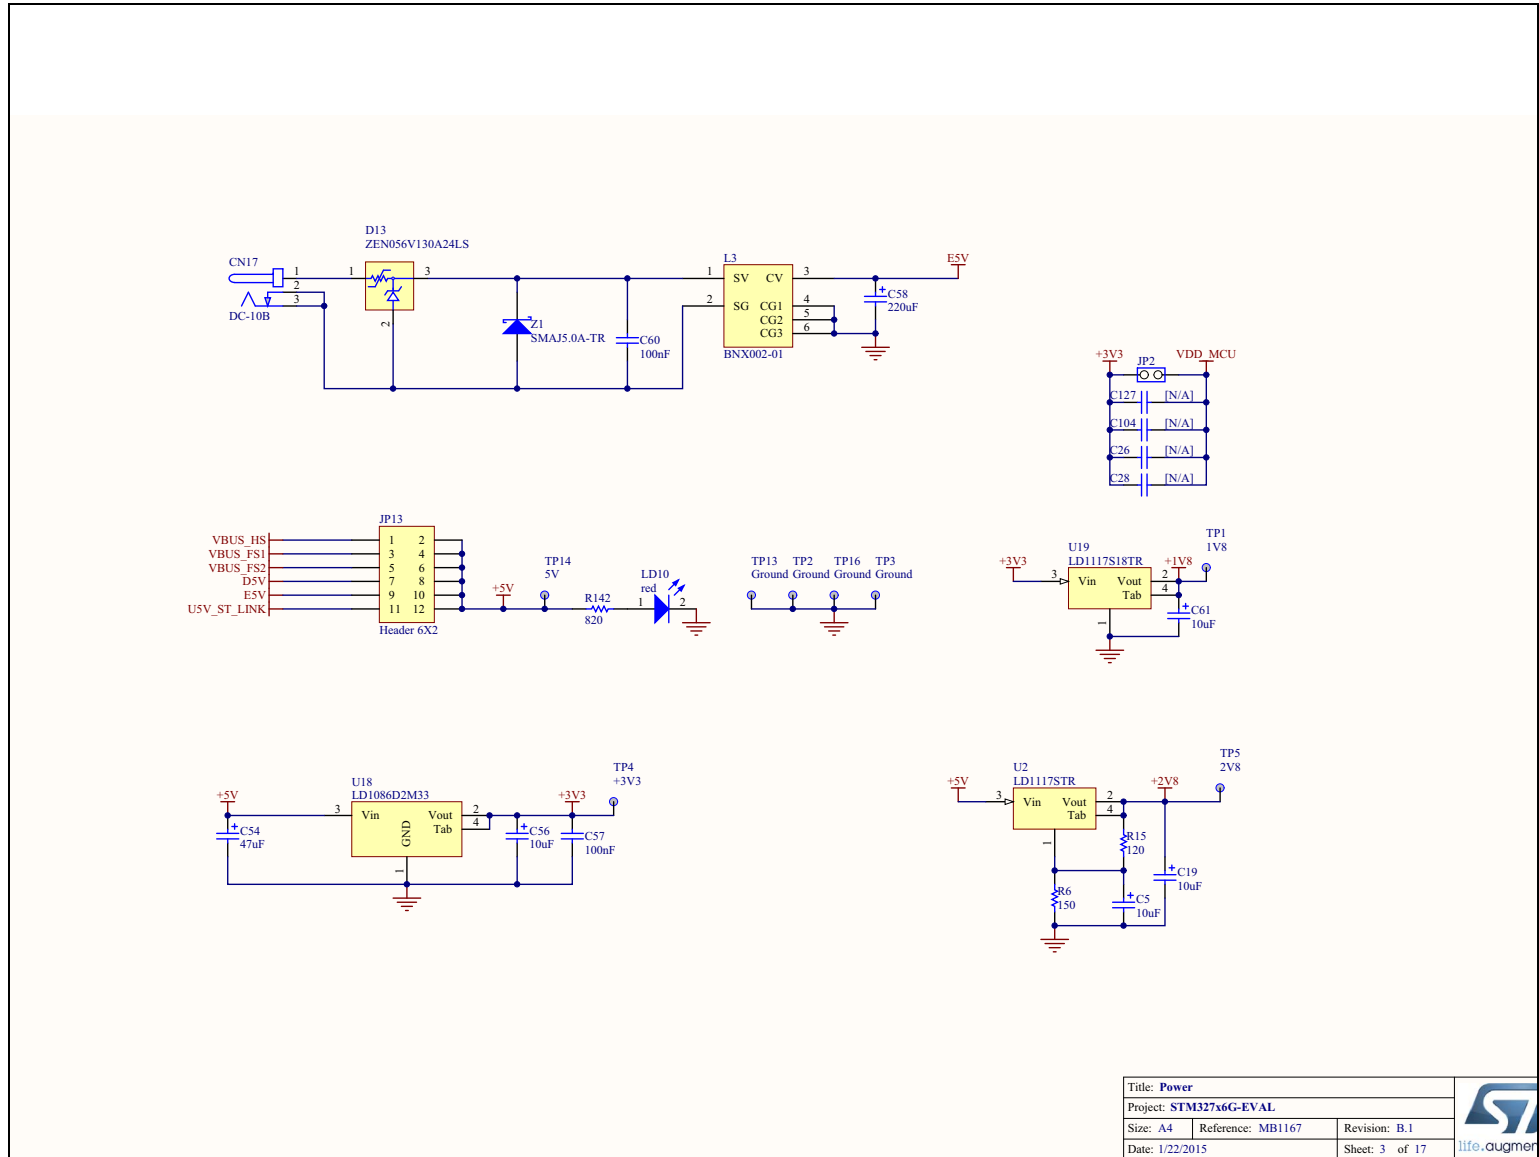 D13
ZEN056V130A24LS
CN17
1
2
3
DC-10B
1
3
2
Z1
SMAJ5.0A-TR
C60
100nF
L3
1 SV CV 3
2 SG CG1 4
CG2 5
CG3 6
BNX002-01
E5V
+
C58
220uF
+3V3
JP2
VDD_MCU
C127 [N/A]
C104 [N/A]
C26 [N/A]
C28 [N/A]
JP13
VBUS_HS 1 2
VBUS_FS1 3 4
VBUS_FS2 5 6
D5V 7 8
E5V 9 10
U5V_ST_LINK 11 12
Header 6X2
+5V
TP14
5V
R142
820
LD10
red
1 2
TP13 TP2 TP16 TP3
Ground Ground Ground Ground
+3V3
U19
LD1117S18TR
3 Vin Vout 2
Tab 4
1
+1V8
TP1
1V8
+
C61
10uF
+5V
+
C54
47uF
U18
LD1086D2M33
3 Vin Vout 2
Tab 4
GND
1
+
C56
10uF
+3V3
C57
100nF
TP4
+3V3
+5V
U2
LD1117STR
3 Vin Vout 2
Tab 4
1
+2V8
TP5
2V8
R15
120
R6
150
+
C5
10uF
+
C19
10uF
Title: Power
Project: STM327x6G-EVAL
Size: A4 Reference: MB1167 Revision: B.1
Date: 1/22/2015 Sheet: 3 of 17
life.augmen